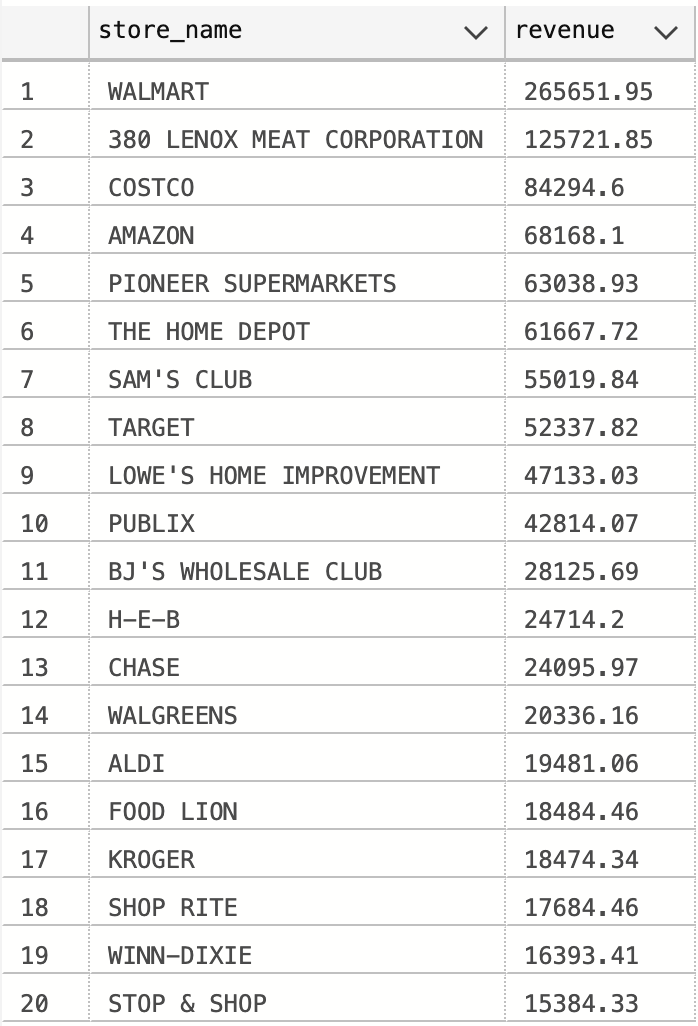 store_name revenue
1 WALMART 265651.95
2 380 LENOX MEAT CORPORATION 125721.85
3 COSTCO 84294.6
4 AMAZON 68168.1
5 PIONEER SUPERMARKETS 63038.93
6 THE HOME DEPOT 61667.72
7 SAM'S CLUB 55019.84
8 TARGET 52337.82
9 LOWE'S HOME IMPROVEMENT 47133.03
10 PUBLIX 42814.07
11 BJ'S WHOLESALE CLUB 28125.69
12 H-E-B 24714.2
13 CHASE 24095.97
14 WALGREENS 20336.16
15 ALDI 19481.06
16 FOOD LION 18484.46
17 KROGER 18474.34
18 SHOP RITE 17684.46
19 WINN-DIXIE 16393.41
20 STOP & SHOP 15384.33